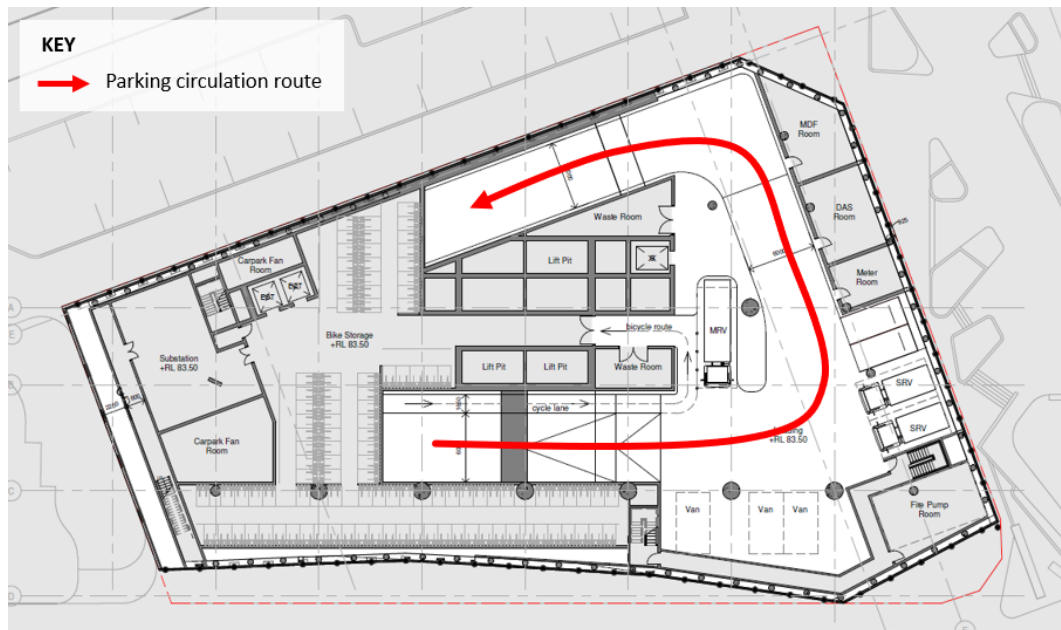 KEY
Parking circulation route
MDF
Room
DAS
Room
Waste Room
Carpark Fan
Room
Lift Pit
6000
Meter
Room
bicycle route
MRV
Bike Storage
+RL 83.50
Substation
+RL 83.50
Lift Pit
Lift Pit
Waste Room
SRV
cycle lane
SRV
+RL 83.50
Carpark Fan
Room
Van
Van
Van
Fire Pump
Room
A
E
C
D